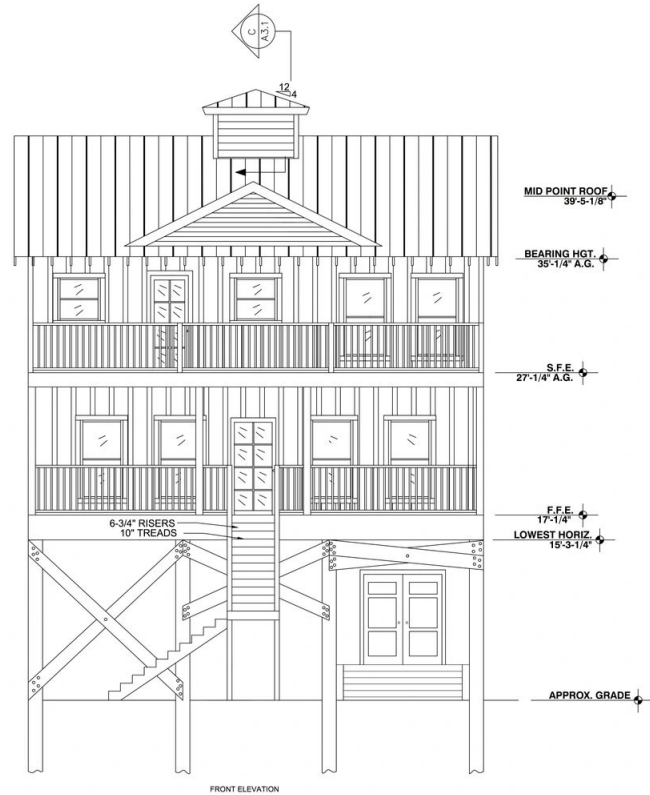 C
A3.1
12
4
MID POINT ROOF
39'-5-1/8"
BEARING HGT.
35'-1/4" A.G.
S.F.E.
27'-1/4" A.G.
F.F.E.
17'-1/4"
6-3/4" RISERS
10" TREADS
LOWEST HORIZ.
15'-3-1/4"
APPROX. GRADE
FRONT ELEVATION